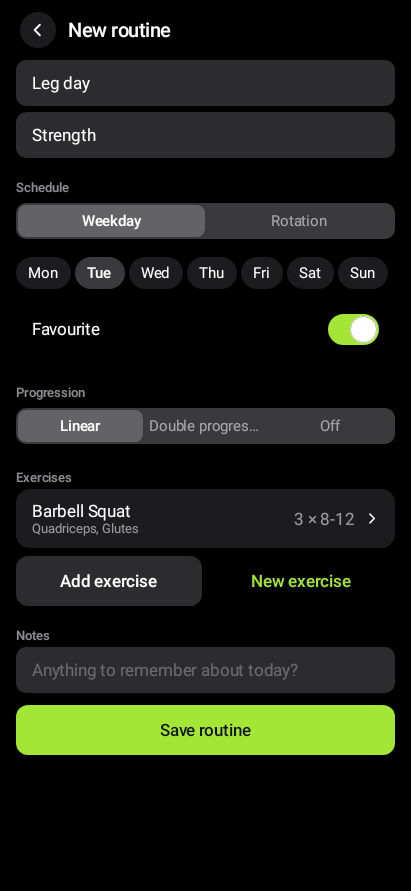 New routine
Leg day
Strength
Schedule
Weekday Rotation
Mon Tue Wed Thu Fri Sat Sun
Favourite
Progression
Linear Double progres... Off
Exercises
Barbell Squat
Quadriceps, Glutes
3 × 8-12
Add exercise New exercise
Notes
Anything to remember about today?
Save routine